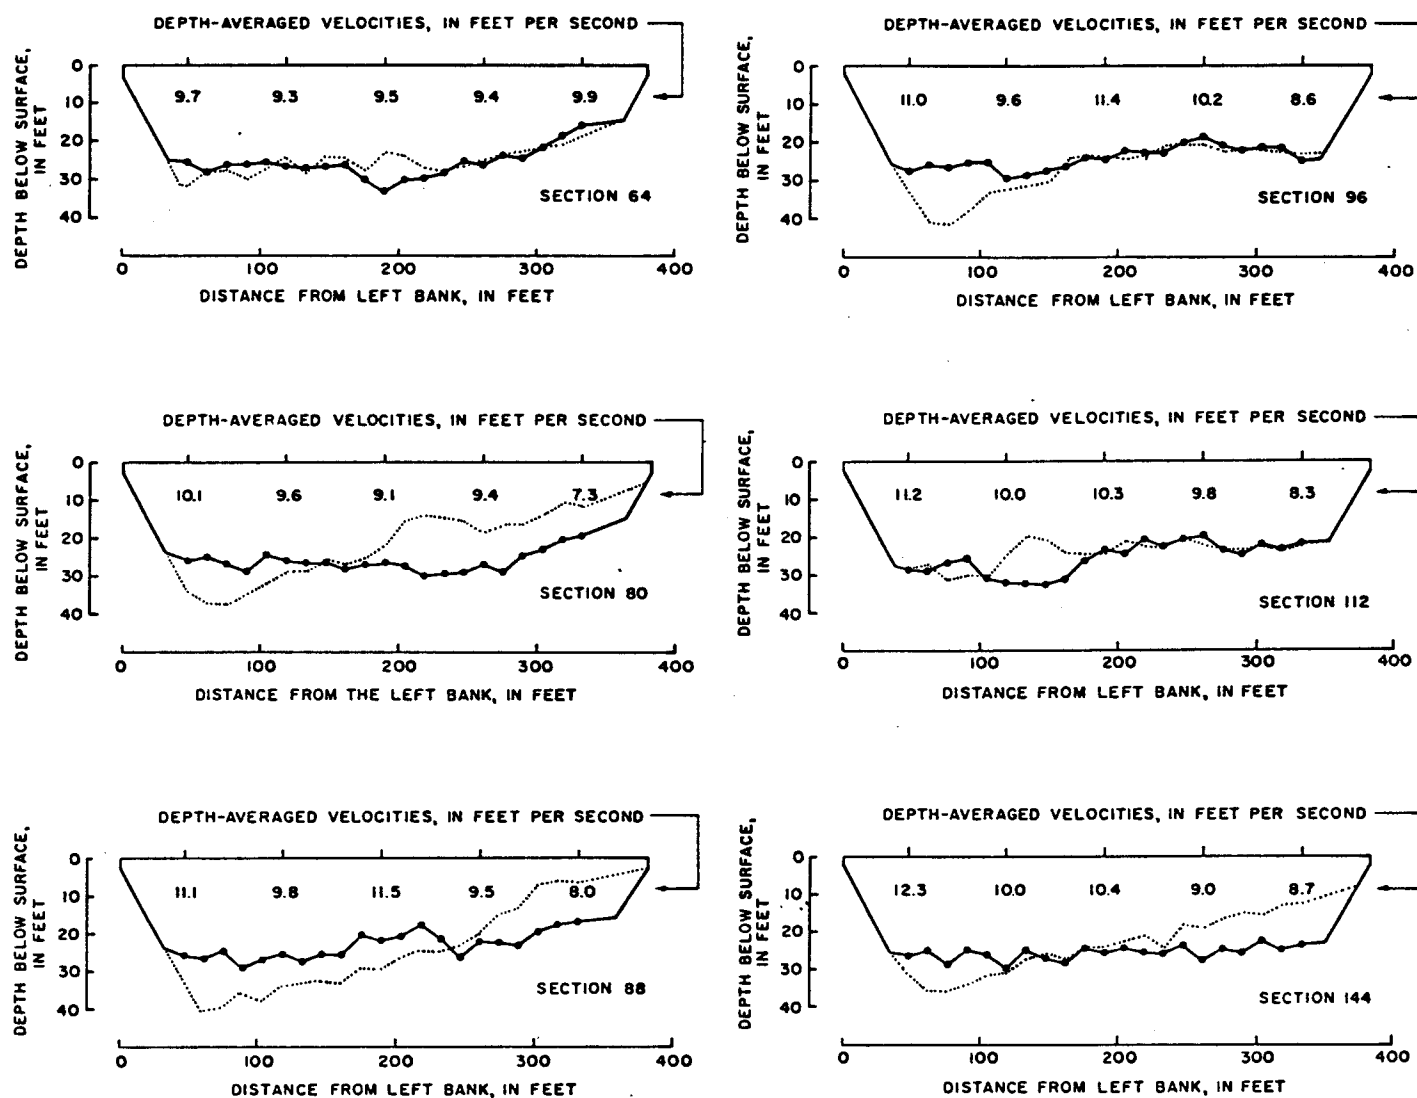 DEPTH-AVERAGED VELOCITIES, IN FEET PER SECOND
DEPTH BELOW SURFACE,
IN FEET
0
10
20
30
40
9.7 9.3 9.5 9.4 9.9
SECTION 64
0 100 200 300 400
DISTANCE FROM LEFT BANK, IN FEET
DEPTH-AVERAGED VELOCITIES, IN FEET PER SECOND
DEPTH BELOW SURFACE,
IN FEET
0
10
20
30
40
11.0 9.6 11.4 10.2 8.6
SECTION 96
0 100 200 300 400
DISTANCE FROM LEFT BANK, IN FEET
DEPTH-AVERAGED VELOCITIES, IN FEET PER SECOND
DEPTH BELOW SURFACE,
IN FEET
0
10
20
30
40
10.1 9.6 9.1 9.4 7.3
SECTION 80
0 100 200 300 400
DISTANCE FROM THE LEFT BANK, IN FEET
DEPTH-AVERAGED VELOCITIES, IN FEET PER SECOND
DEPTH BELOW SURFACE,
IN FEET
0
10
20
30
40
11.2 10.0 10.3 9.8 8.3
SECTION 112
0 100 200 300 400
DISTANCE FROM LEFT BANK, IN FEET
DEPTH-AVERAGED VELOCITIES, IN FEET PER SECOND
DEPTH BELOW SURFACE,
IN FEET
0
10
20
30
40
11.1 9.8 11.5 9.5 8.0
SECTION 88
0 100 200 300 400
DISTANCE FROM LEFT BANK, IN FEET
DEPTH-AVERAGED VELOCITIES, IN FEET PER SECOND
DEPTH BELOW SURFACE,
IN FEET
0
10
20
30
40
12.3 10.0 10.4 9.0 8.7
SECTION 144
0 100 200 300 400
DISTANCE FROM LEFT BANK, IN FEET